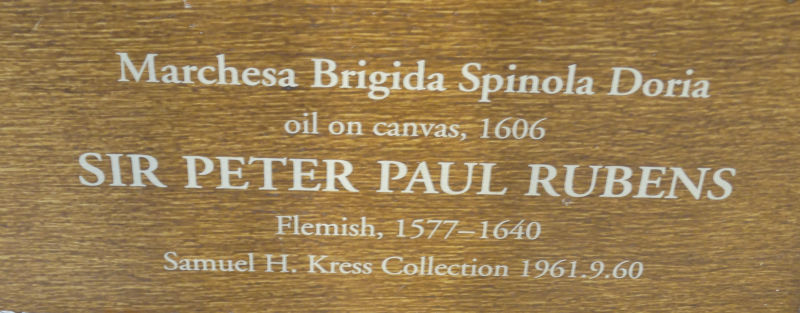 Marchesa Brigida Spinola Doria
oil on canvas, 1606
SIR PETER PAUL RUBENS
Flemish, 1577–1640
Samuel H. Kress Collection 1961.9.60